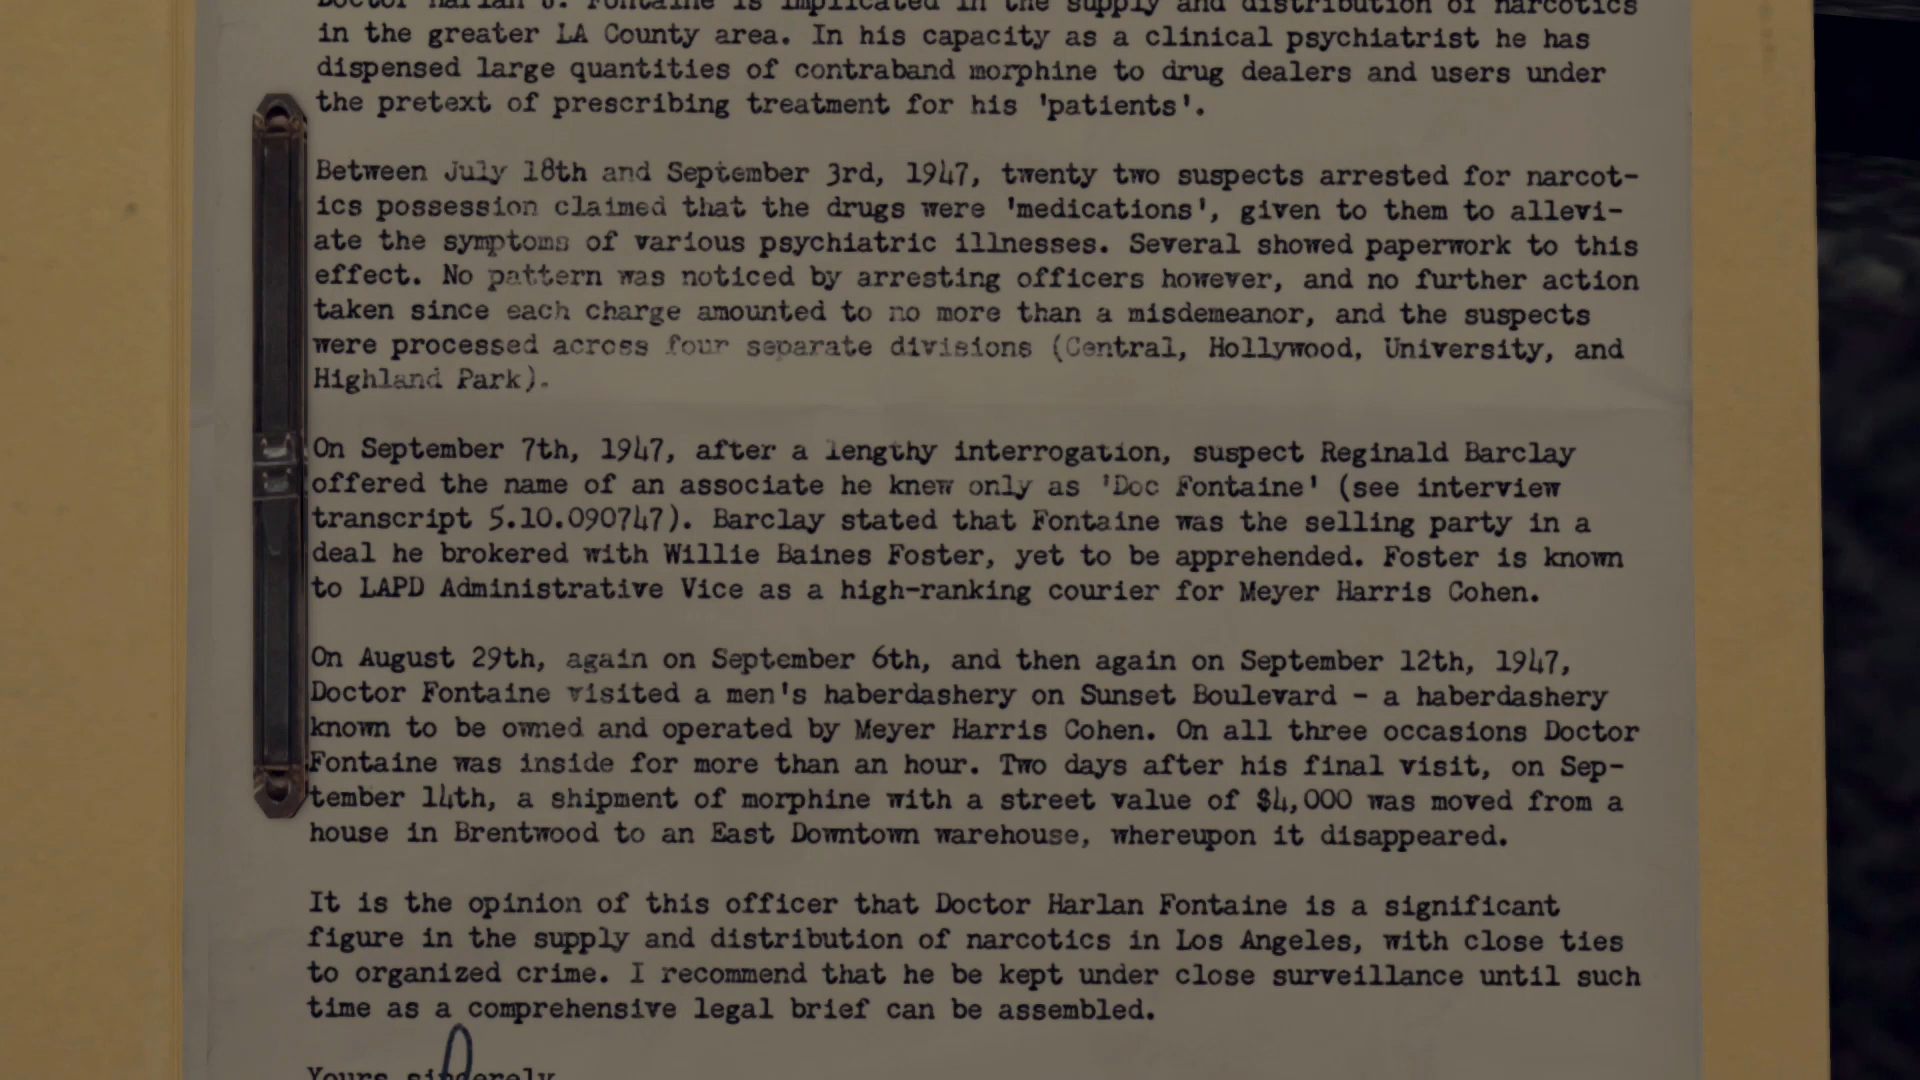 Doctor Harlan J. Fontaine is implicated in the supply and distribution of narcotics
in the greater LA County area. In his capacity as a clinical psychiatrist he has
dispensed large quantities of contraband morphine to drug dealers and users under
the pretext of prescribing treatment for his 'patients'.
Between July 18th and September 3rd, 1947, twenty two suspects arrested for narcot-
ics possession claimed that the drugs were 'medications', given to them to allevi-
ate the symptoms of various psychiatric illnesses. Several showed paperwork to this
effect. No pattern was noticed by arresting officers however, and no further action
taken since each charge amounted to no more than a misdemeanor, and the suspects
were processed across four separate divisions (Central, Hollywood, University, and
Highland Park).
On September 7th, 1947, after a lengthy interrogation, suspect Reginald Barclay
offered the name of an associate he knew only as 'Doc Fontaine' (see interview
transcript 5.10.090747). Barclay stated that Fontaine was the selling party in a
deal he brokered with Willie Baines Foster, yet to be apprehended. Foster is known
to LAPD Administrative Vice as a high-ranking courier for Meyer Harris Cohen.
On August 29th, again on September 6th, and then again on September 12th, 1947,
Doctor Fontaine visited a men's haberdashery on Sunset Boulevard - a haberdashery
known to be owned and operated by Meyer Harris Cohen. On all three occasions Doctor
Fontaine was inside for more than an hour. Two days after his final visit, on Sep-
tember 14th, a shipment of morphine with a street value of $4,000 was moved from a
house in Brentwood to an East Downtown warehouse, whereupon it disappeared.
It is the opinion of this officer that Doctor Harlan Fontaine is a significant
figure in the supply and distribution of narcotics in Los Angeles, with close ties
to organized crime. I recommend that he be kept under close surveillance until such
time as a comprehensive legal brief can be assembled.
Yours sincerely